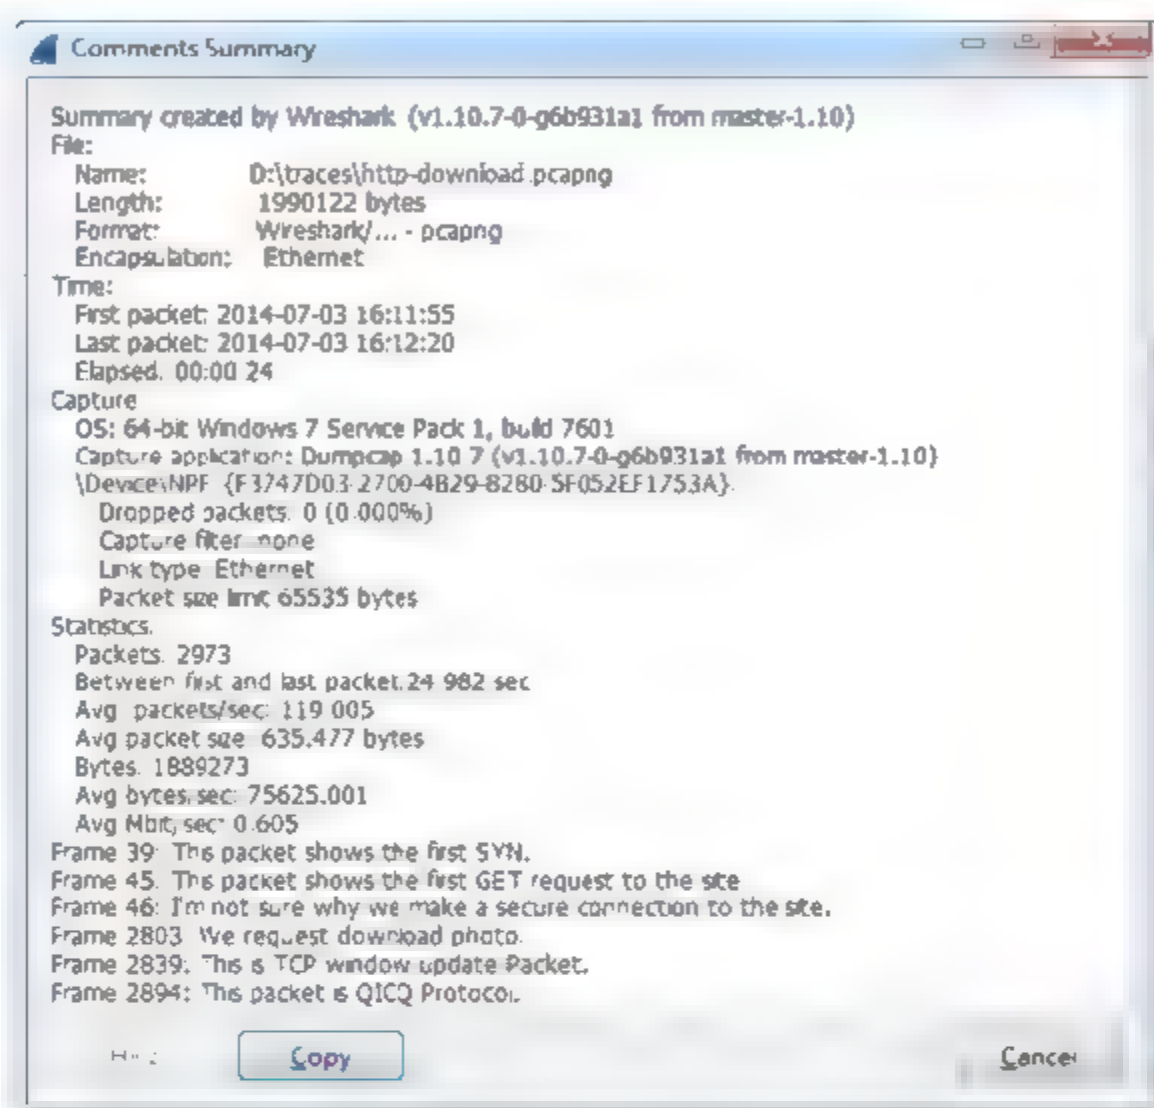 Comments Summary
Summary created by Wireshark (v1.10.7-0-g6b931a1 from master-1.10)
File:
Name: D:\traces\http-download.pcapng
Length: 1990122 bytes
Format: Wireshark/... - pcapng
Encapsulation: Ethernet
Time:
First packet: 2014-07-03 16:11:55
Last packet: 2014-07-03 16:12:20
Elapsed: 00:00:24
Capture
OS: 64-bit Windows 7 Service Pack 1, build 7601
Capture application: Dumpcap 1.10.7 (v1.10.7-0-g6b931a1 from master-1.10)
\Device\NPF_{F3747D03-2700-4B29-8280-5F052EF1753A}:
Dropped packets: 0 (0.000%)
Capture filter: none
Link type: Ethernet
Packet size limit: 65535 bytes
Statistics:
Packets: 2973
Between first and last packet: 24.982 sec
Avg. packets/sec: 119.005
Avg packet size: 635.477 bytes
Bytes: 1889273
Avg bytes/sec: 75625.001
Avg Mbit/sec: 0.605
Frame 39: This packet shows the first SYN.
Frame 45: This packet shows the first GET request to the site
Frame 46: I'm not sure why we make a secure connection to the site.
Frame 2803: We request download photo.
Frame 2839: This is TCP window update Packet.
Frame 2894: This packet is QICQ Protocol.
Copy
Cancel